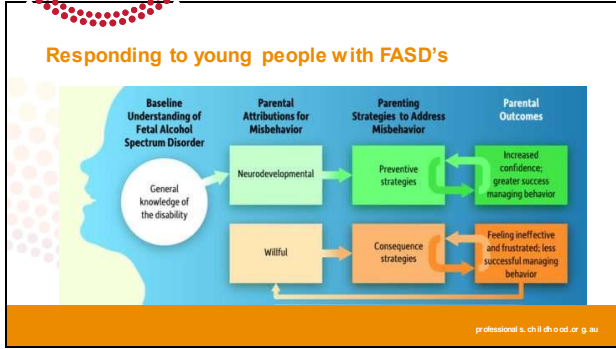 Responding to young people with FASD's
Baseline
Understanding of
Fetal Alcohol
Spectrum Disorder
Parental
Attributions for
Misbehavior
Parenting
Strategies to Address
Misbehavior
Parental
Outcomes
General
knowledge of
the disability
Neurodevelopmental
Preventive
strategies
Increased
confidence;
greater success
managing behavior
Willful
Consequence
strategies
Feeling ineffective
and frustrated; less
successful managing
behavior
professionals.childhood.org.au